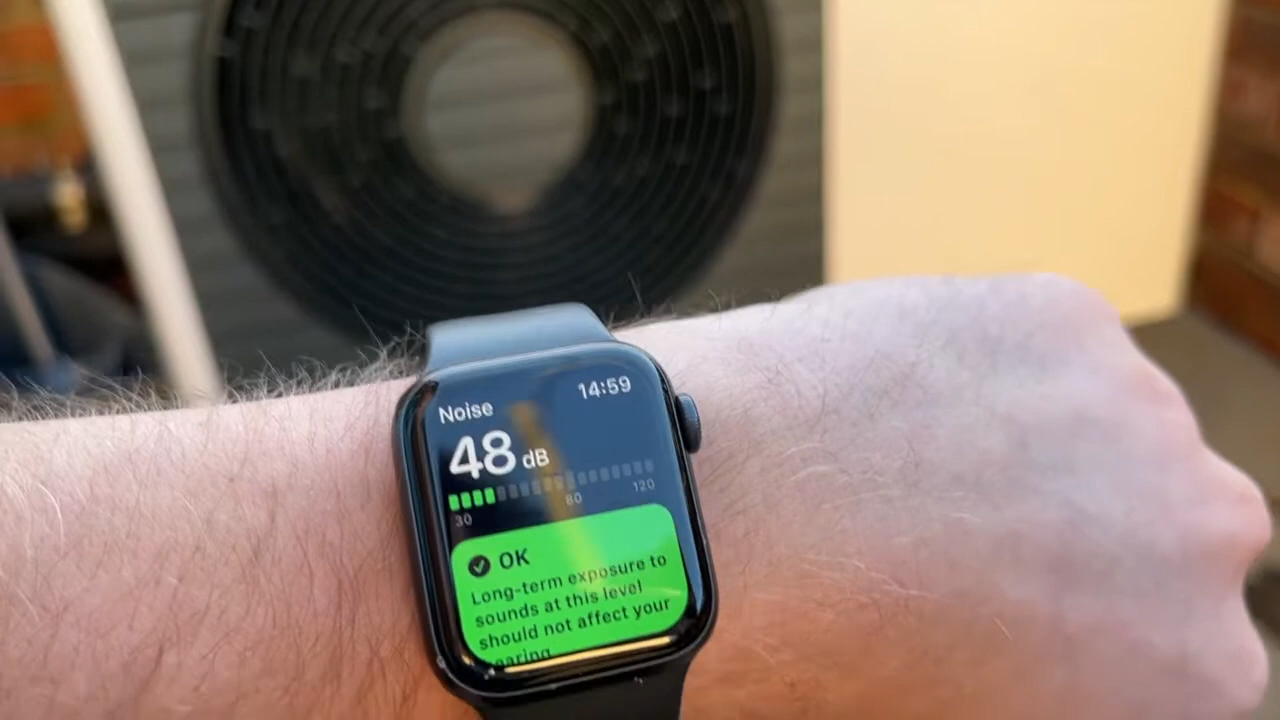 14:59
Noise
48 dB
30 80 120
OK
Long-term exposure to
sounds at this level
should not affect your
earing